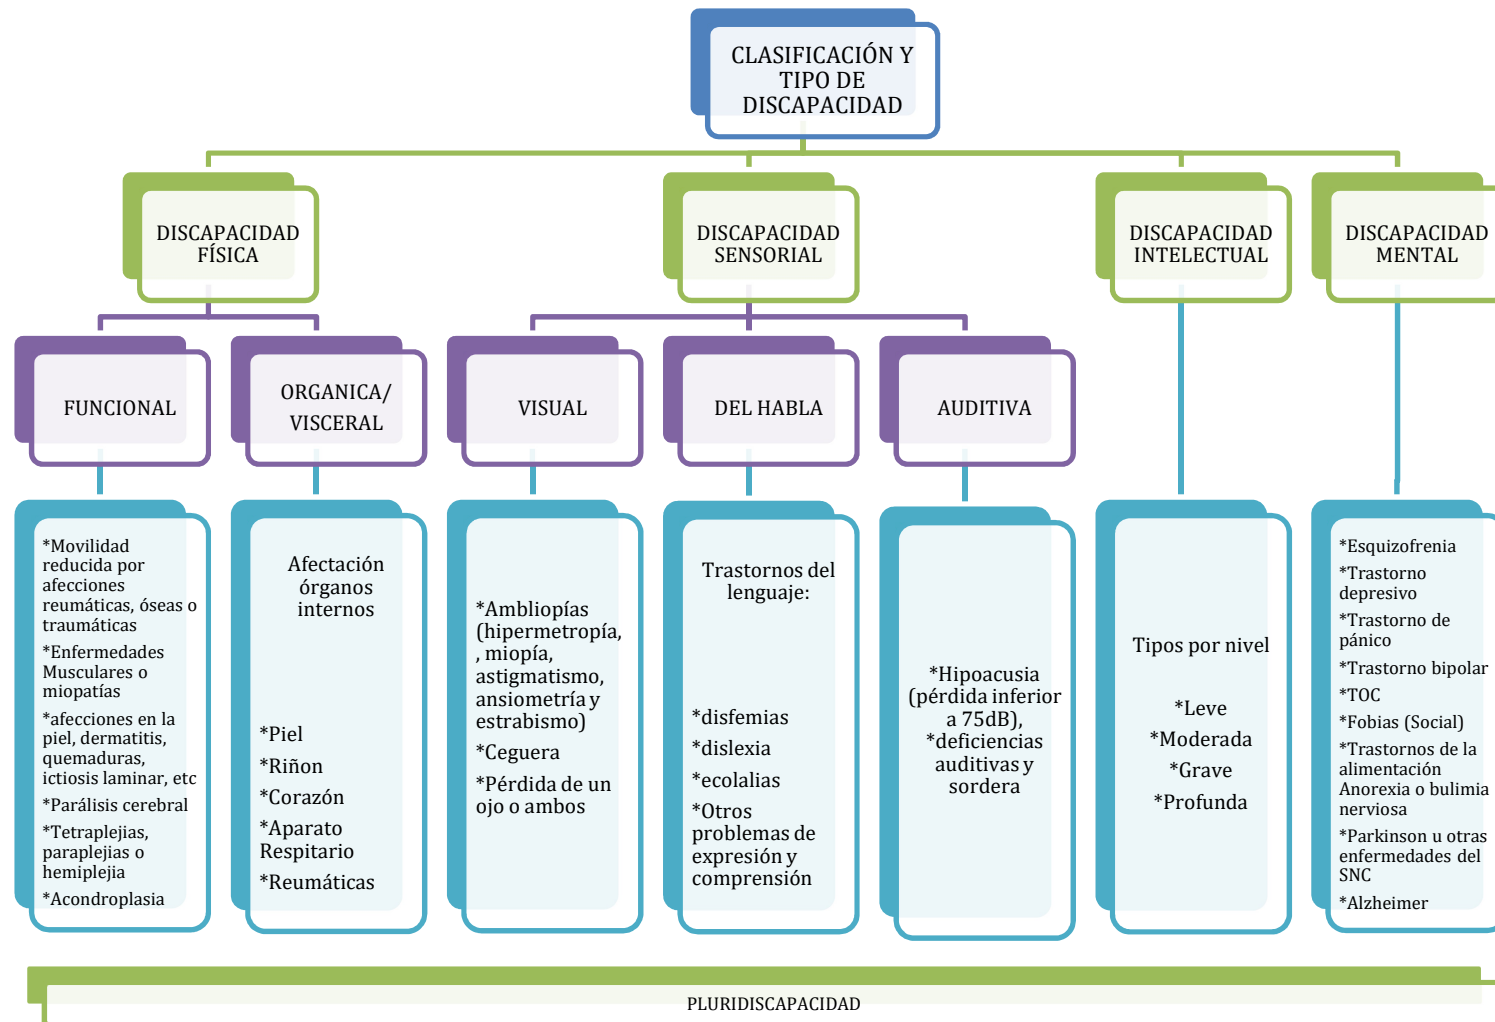 CLASIFICACIÓN Y
TIPO DE
DISCAPACIDAD
DISCAPACIDAD
FÍSICA
DISCAPACIDAD
SENSORIAL
DISCAPACIDAD
INTELECTUAL
DISCAPACIDAD
MENTAL
FUNCIONAL
ORGANICA/
VISCERAL
VISUAL
DEL HABLA
AUDITIVA
*Movilidad
reducida por
afecciones
reumáticas, óseas o
traumáticas
*Enfermedades
Musculares o
miopatías
*afecciones en la
piel, dermatitis,
quemaduras,
ictiosis laminar, etc
*Parálisis cerebral
*Tetraplejias,
paraplejias o
hemiplejia
*Acondroplasia
Afectación
órganos
internos
*Piel
*Riñon
*Corazón
*Aparato
Respitario
*Reumáticas
*Ambliopías
(hipermetropía,
, miopía,
astigmatismo,
ansiometría y
estrabismo)
*Ceguera
*Pérdida de un
ojo o ambos
Trastornos del
lenguaje:
*disfemias
*dislexia
*ecolalias
*Otros
problemas de
expresión y
comprensión
*Hipoacusia
(pérdida inferior
a 75dB),
*deficiencias
auditivas y
sordera
Tipos por nivel
*Leve
*Moderada
*Grave
*Profunda
*Esquizofrenia
*Trastorno
depresivo
*Trastorno de
pánico
*Trastorno bipolar
*TOC
*Fobias (Social)
*Trastornos de la
alimentación
Anorexia o bulimia
nerviosa
*Parkinson u otras
enfermedades del
SNC
*Alzheimer
PLURIDISCAPACIDAD